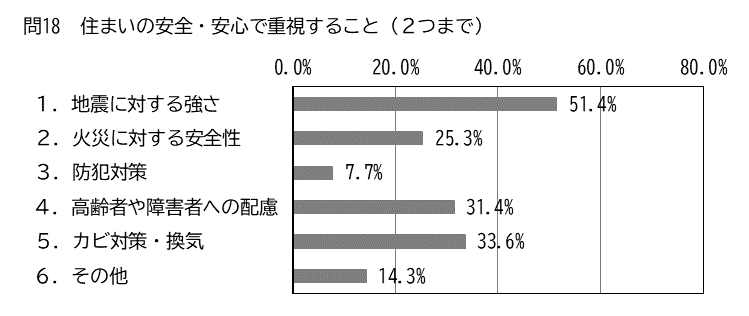 問18　住まいの安全・安心で重視すること（２つまで）
0.0% 20.0% 40.0% 60.0% 80.0%
１．地震に対する強さ 51.4%
２．火災に対する安全性 25.3%
３．防犯対策 7.7%
４．高齢者や障害者への配慮 31.4%
５．カビ対策・換気 33.6%
６．その他 14.3%